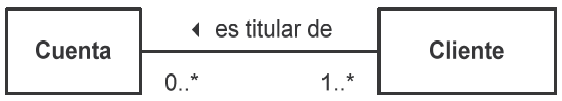 Cuenta
◄ es titular de
Cliente
0..*
1..*